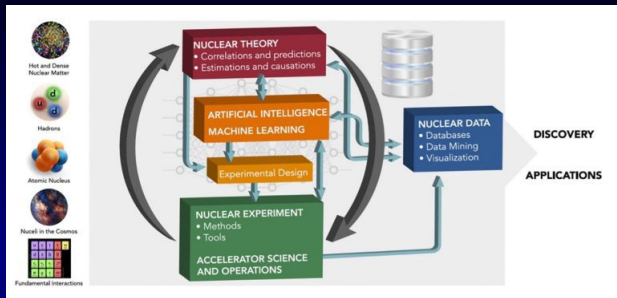 Hot and Dense
Nuclear Matter
Hadrons
Atomic Nucleus
Nuceli in the Cosmos
Fundamental Interactions
d
u
d
NUCLEAR THEORY
• Correlations and predictions
• Estimations and causations
ARTIFICIAL INTELLIGENCE
MACHINE LEARNING
Experimental Design
NUCLEAR EXPERIMENT
• Methods
• Tools
ACCELERATOR SCIENCE
AND OPERATIONS
NUCLEAR DATA
• Databases
• Data Mining
• Visualization
DISCOVERY
APPLICATIONS